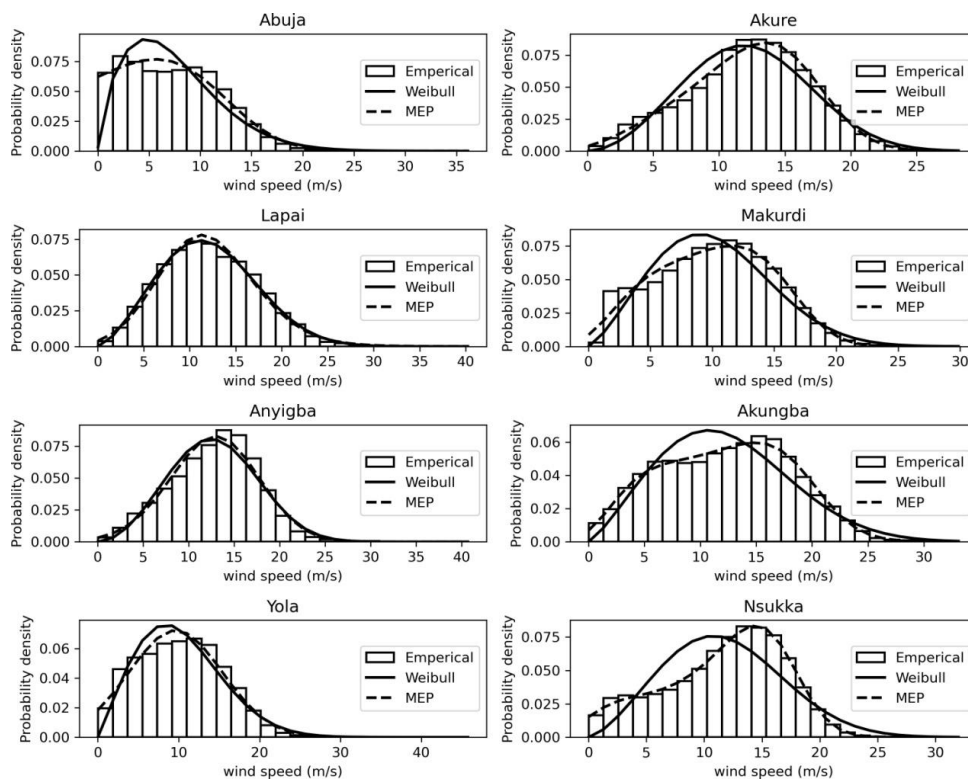 Abuja
Probability density
0.075
0.050
0.025
0.000
Emperical
Weibull
MEP
0 5 10 15 20 25 30 35
wind speed (m/s)
Akure
Probability density
0.075
0.050
0.025
0.000
Emperical
Weibull
MEP
0 5 10 15 20 25
wind speed (m/s)
Lapai
Probability density
0.075
0.050
0.025
0.000
Emperical
Weibull
MEP
0 5 10 15 20 25 30 40
wind speed (m/s)
Makurdi
Probability density
0.075
0.050
0.025
0.000
Emperical
Weibull
MEP
0 5 10 15 20 25 30
wind speed (m/s)
Anyigba
Probability density
0.075
0.050
0.025
0.000
Emperical
Weibull
MEP
0 5 10 15 20 25 30 35 40
wind speed (m/s)
Akungba
Probability density
0.06
0.04
0.02
0.00
Emperical
Weibull
MEP
0 5 10 15 20 25 30
wind speed (m/s)
Yola
Probability density
0.06
0.04
0.02
0.00
Emperical
Weibull
MEP
0 10 20 30 40
wind speed (m/s)
Nsukka
Probability density
0.075
0.050
0.025
0.000
Emperical
Weibull
MEP
0 5 10 15 20 25 30
wind speed (m/s)